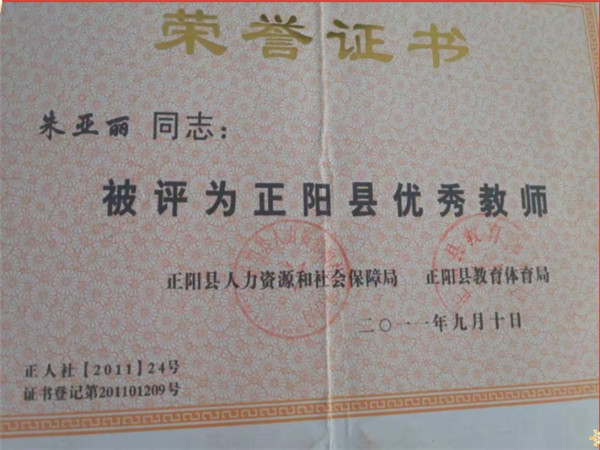 荣誉证书
朱亚丽 同志：
被评为正阳县优秀教师
正阳县人力资源和社会保障局 正阳县教育体育局
二〇一一年九月十日
正人社【2011】24号
证书登记第201101209号